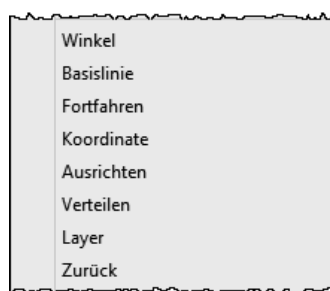 Winkel
Basislinie
Fortfahren
Koordinate
Ausrichten
Verteilen
Layer
Zurück